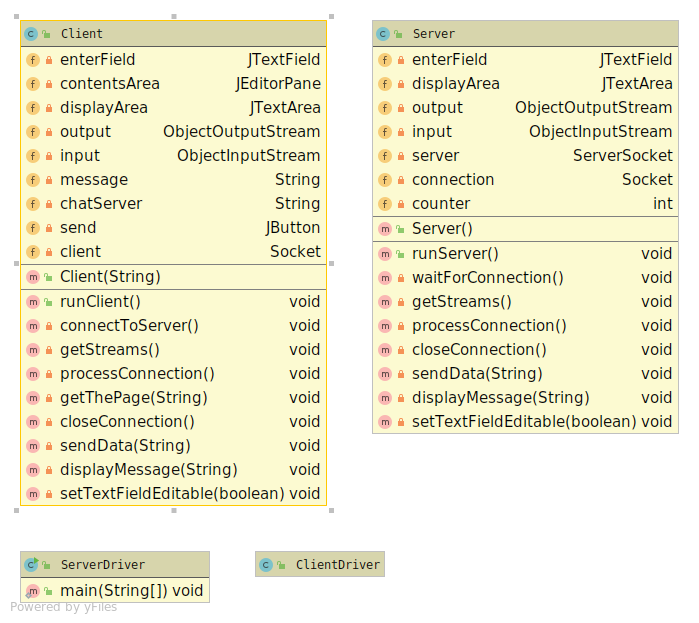 Client
enterField JTextField
contentsArea JEditorPane
displayArea JTextArea
output ObjectOutputStream
input ObjectInputStream
message String
chatServer String
send JButton
client Socket
Client(String)
runClient() void
connectToServer() void
getStreams() void
processConnection() void
getThePage(String) void
closeConnection() void
sendData(String) void
displayMessage(String) void
setTextFieldEditable(boolean) void
Server
enterField JTextField
displayArea JTextArea
output ObjectOutputStream
input ObjectInputStream
server ServerSocket
connection Socket
counter int
Server()
runServer() void
waitForConnection() void
getStreams() void
processConnection() void
closeConnection() void
sendData(String) void
displayMessage(String) void
setTextFieldEditable(boolean) void
ServerDriver
main(String[]) void
ClientDriver
Powered by yFiles